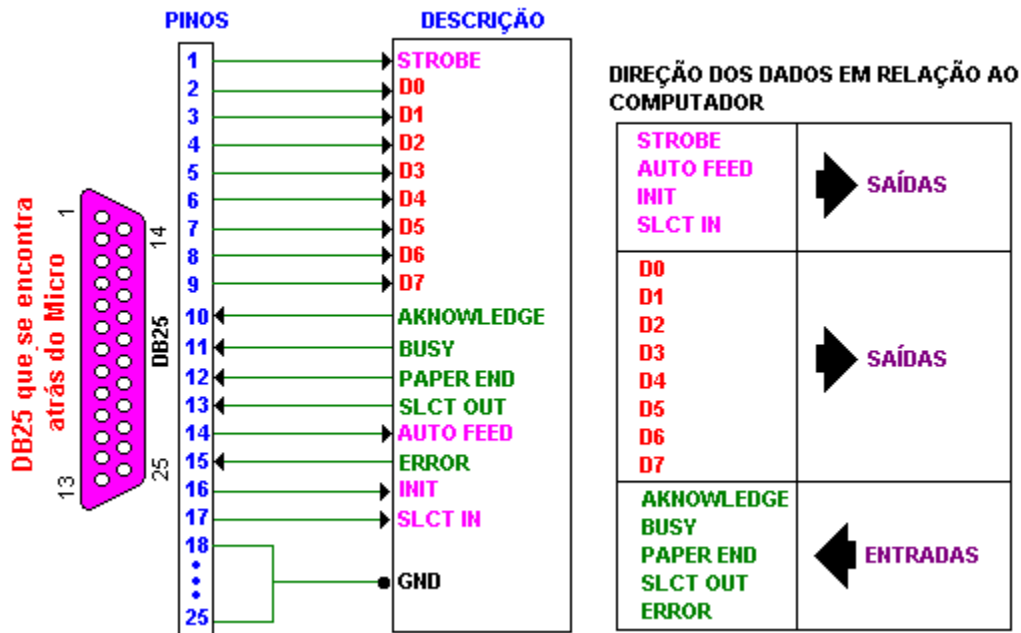 PINOS
DESCRIÇÃO
1 STROBE
2 D0
3 D1
4 D2
5 D3
6 D4
7 D5
8 D6
9 D7
10 AKNOWLEDGE
11 BUSY
12 PAPER END
13 SLCT OUT
14 AUTO FEED
15 ERROR
16 INIT
17 SLCT IN
18
GND
25
DB25 que se encontra
atrás do Micro
1
13
14
25
DB25
DIREÇÃO DOS DADOS EM RELAÇÃO AO
COMPUTADOR
STROBE
AUTO FEED
INIT
SLCT IN
SAÍDAS
D0
D1
D2
D3
D4
D5
D6
D7
SAÍDAS
AKNOWLEDGE
BUSY
PAPER END
SLCT OUT
ERROR
ENTRADAS